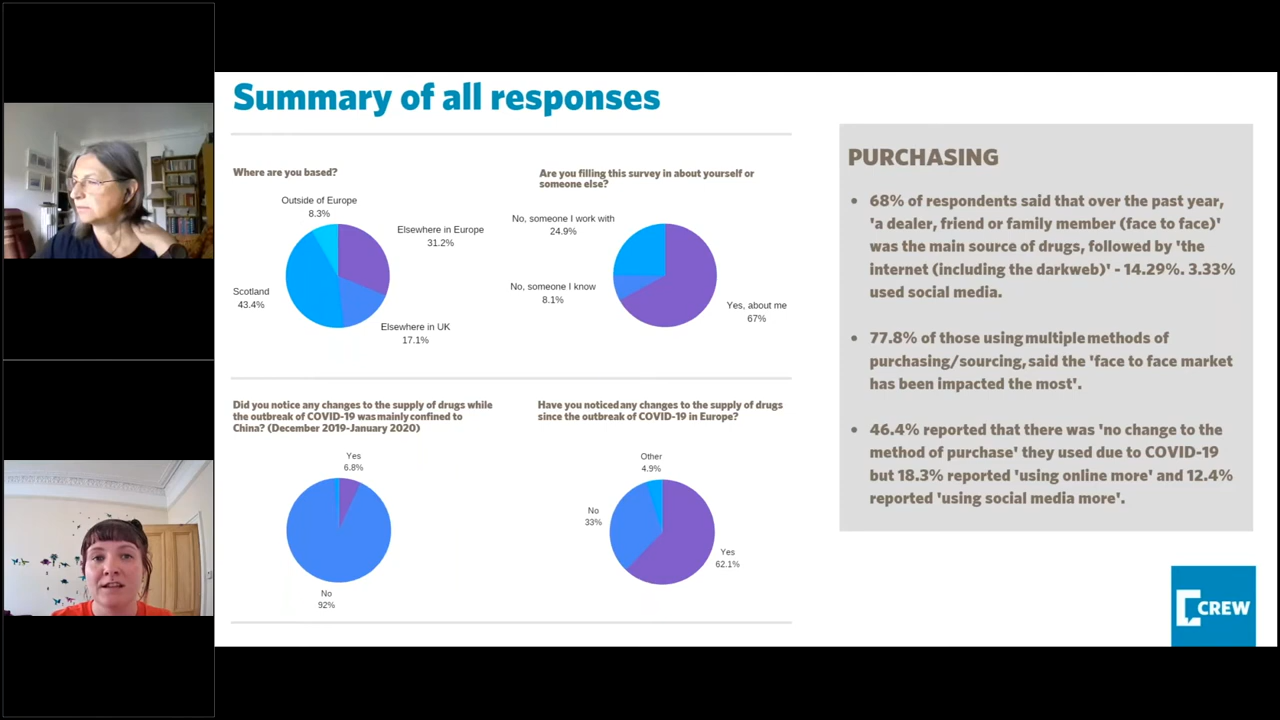 Summary of all responses
Where are you based?
Outside of Europe
8.3%
Elsewhere in Europe
31.2%
Scotland
43.4%
Elsewhere in UK
17.1%
Are you filling this survey in about yourself or
someone else?
No, someone I work with
24.9%
No, someone I know
8.1%
Yes, about me
67%
Did you notice any changes to the supply of drugs while
the outbreak of COVID-19 was mainly confined to
China? (December 2019-January 2020)
Yes
6.8%
No
92%
Have you noticed any changes to the supply of drugs
since the outbreak of COVID-19 in Europe?
Other
4.9%
No
33%
Yes
62.1%
PURCHASING
• 68% of respondents said that over the past year,
'a dealer, friend or family member (face to face)'
was the main source of drugs, followed by 'the
internet (including the darkweb)' - 14.29%. 3.33%
used social media.
• 77.8% of those using multiple methods of
purchasing/sourcing, said the 'face to face market
has been impacted the most'.
• 46.4% reported that there was 'no change to the
method of purchase' they used due to COVID-19
but 18.3% reported 'using online more' and 12.4%
reported 'using social media more'.
CREW